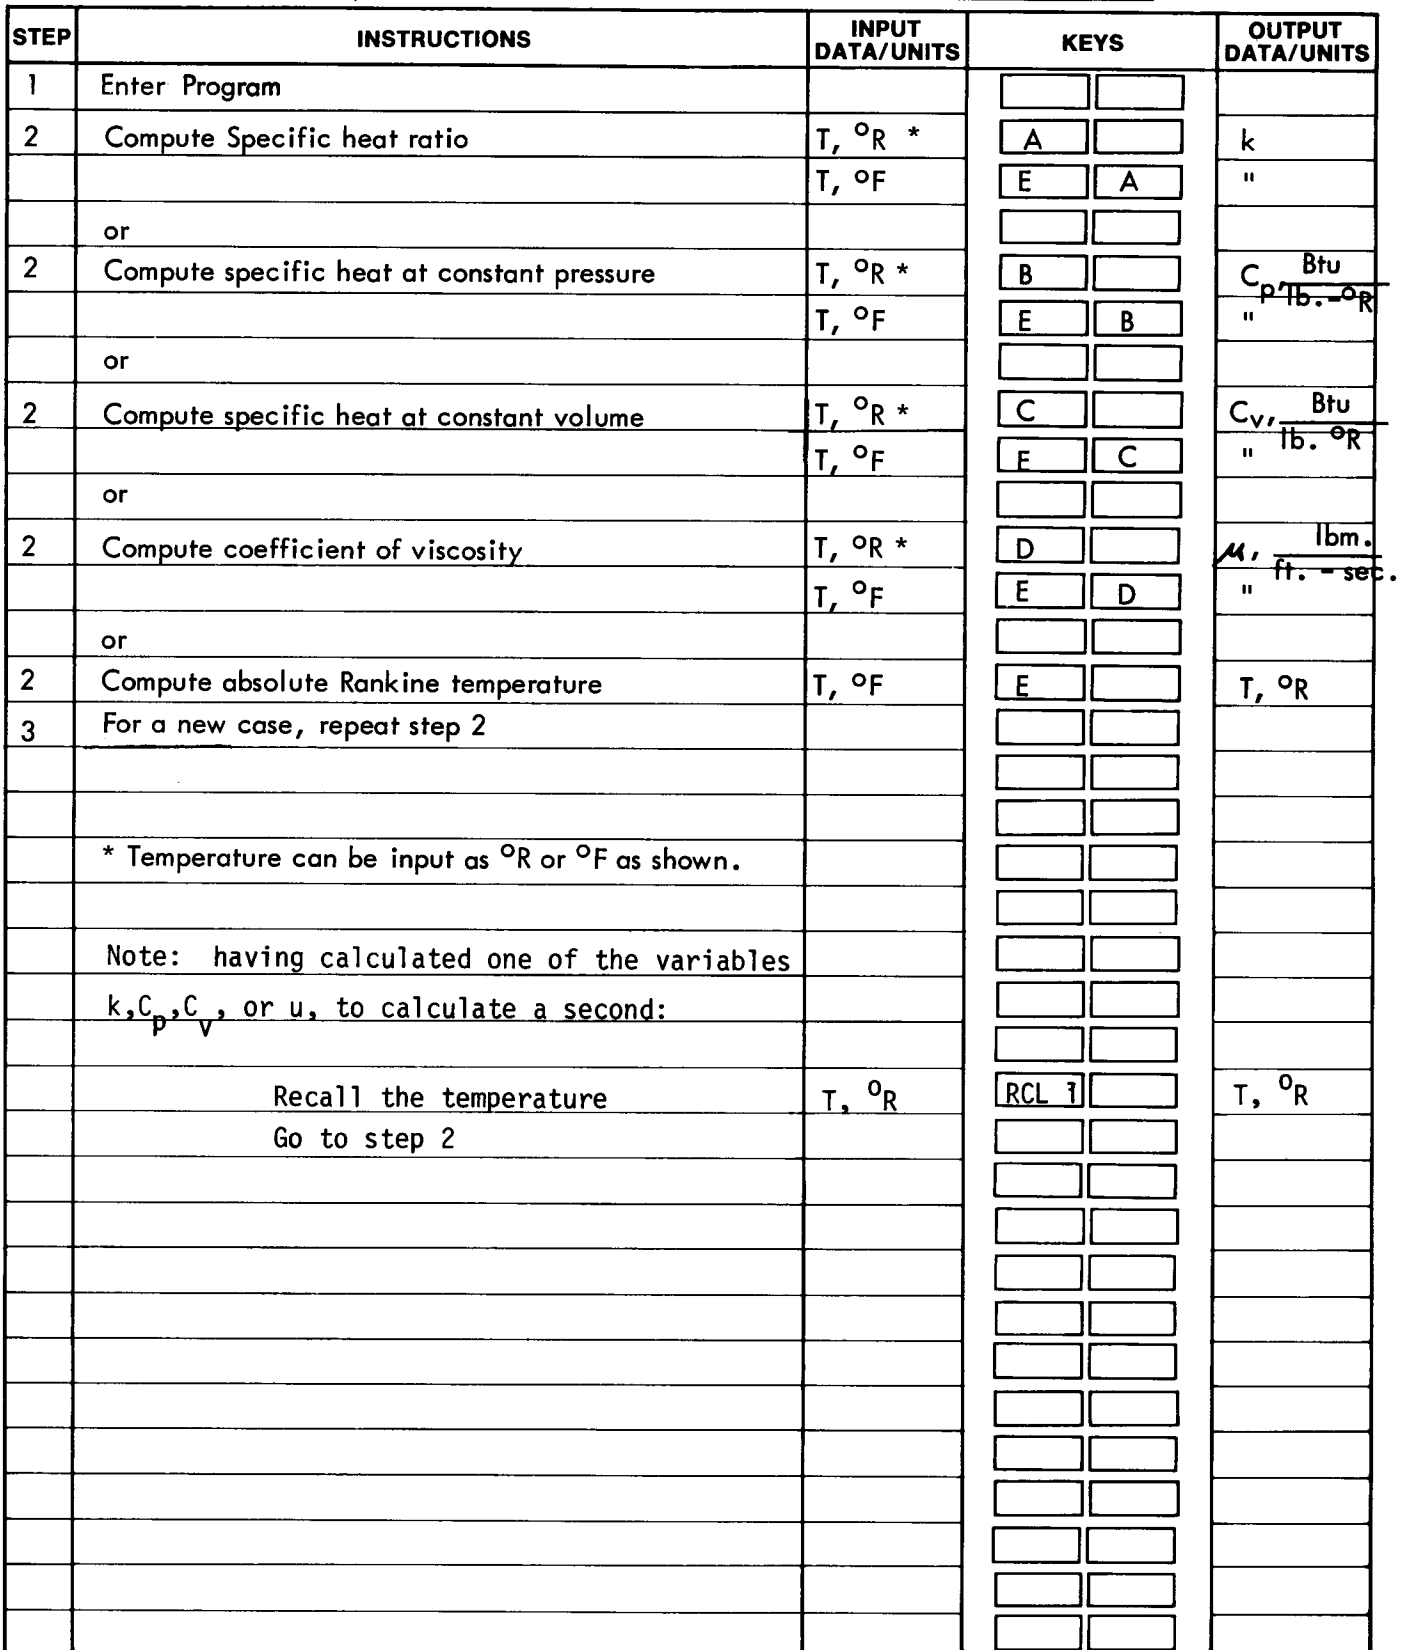 STEP INSTRUCTIONS INPUT DATA/UNITS KEYS OUTPUT DATA/UNITS
1 Enter Program
2 Compute Specific heat ratio T, °R * A k
T, °F E A "
or
2 Compute specific heat at constant pressure T, °R * B Cp, Btu/lb.-°R
T, °F E B "
or
2 Compute specific heat at constant volume T, °R * C Cv, Btu/lb. °R
T, °F E C "
or
2 Compute coefficient of viscosity T, °R * D μ, lbm./ft. - sec.
T, °F E D "
or
2 Compute absolute Rankine temperature T, °F E T, °R
3 For a new case, repeat step 2
* Temperature can be input as °R or °F as shown.
Note: having calculated one of the variables
k,Cp,Cv, or u, to calculate a second:
Recall the temperature T, °R RCL 1 T, °R
Go to step 2